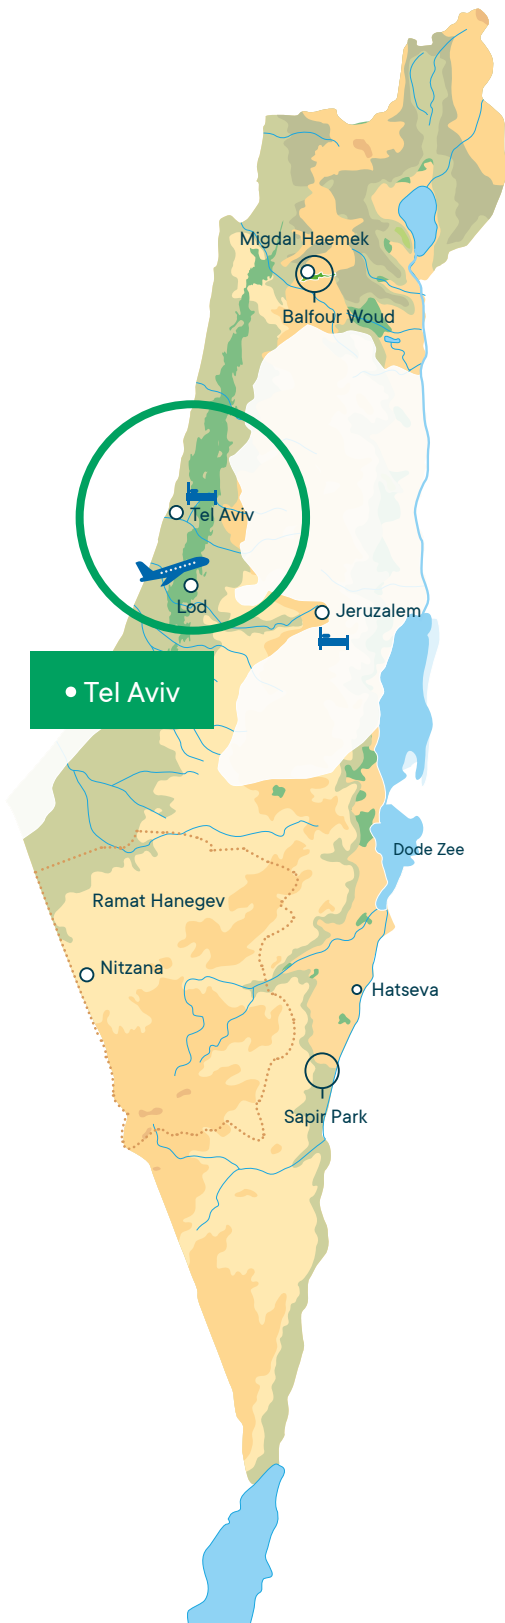 Migdal Haemek
Balfour Woud
Tel Aviv
Lod
Jeruzalem
• Tel Aviv
Dode Zee
Ramat Hanegev
Nitzana
Hatseva
Sapir Park